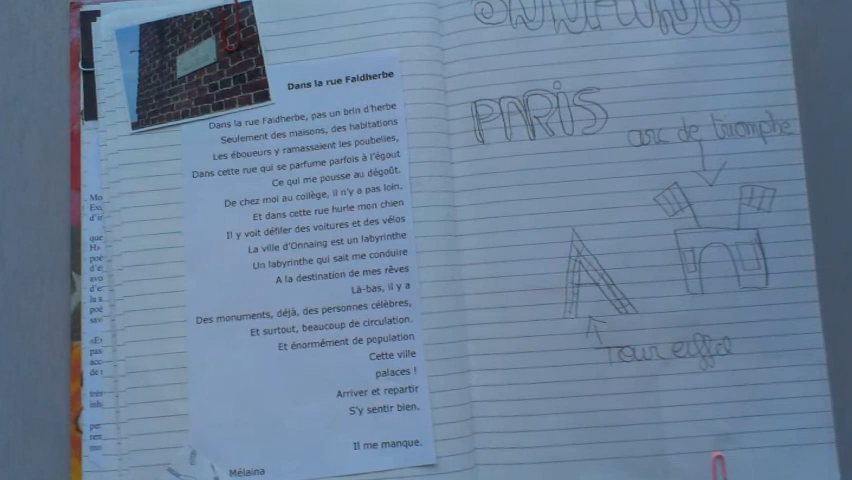 Dans la rue Faidherbe
Dans la rue Faidherbe, pas un brin d'herbe
Seulement des maisons, des habitations
Les éboueurs y ramassaient les poubelles,
Dans cette rue qui se parfume parfois à l'égout
Ce qui me pousse au dégoût.
De chez moi au collège, il n'y a pas loin.
Et dans cette rue hurle mon chien
Il y voit défiler des voitures et des vélos
La ville d'Onnaing est un labyrinthe
Un labyrinthe qui sait me conduire
A la destination de mes rêves
Là-bas, il y a
Des monuments, déjà, des personnes célèbres,
Et surtout, beaucoup de circulation.
Et énormément de population
Cette ville
palaces !
Arriver et repartir
S'y sentir bien.
Il me manque.
Mélaina
PARIS
arc de triomphe
Tour eiffel